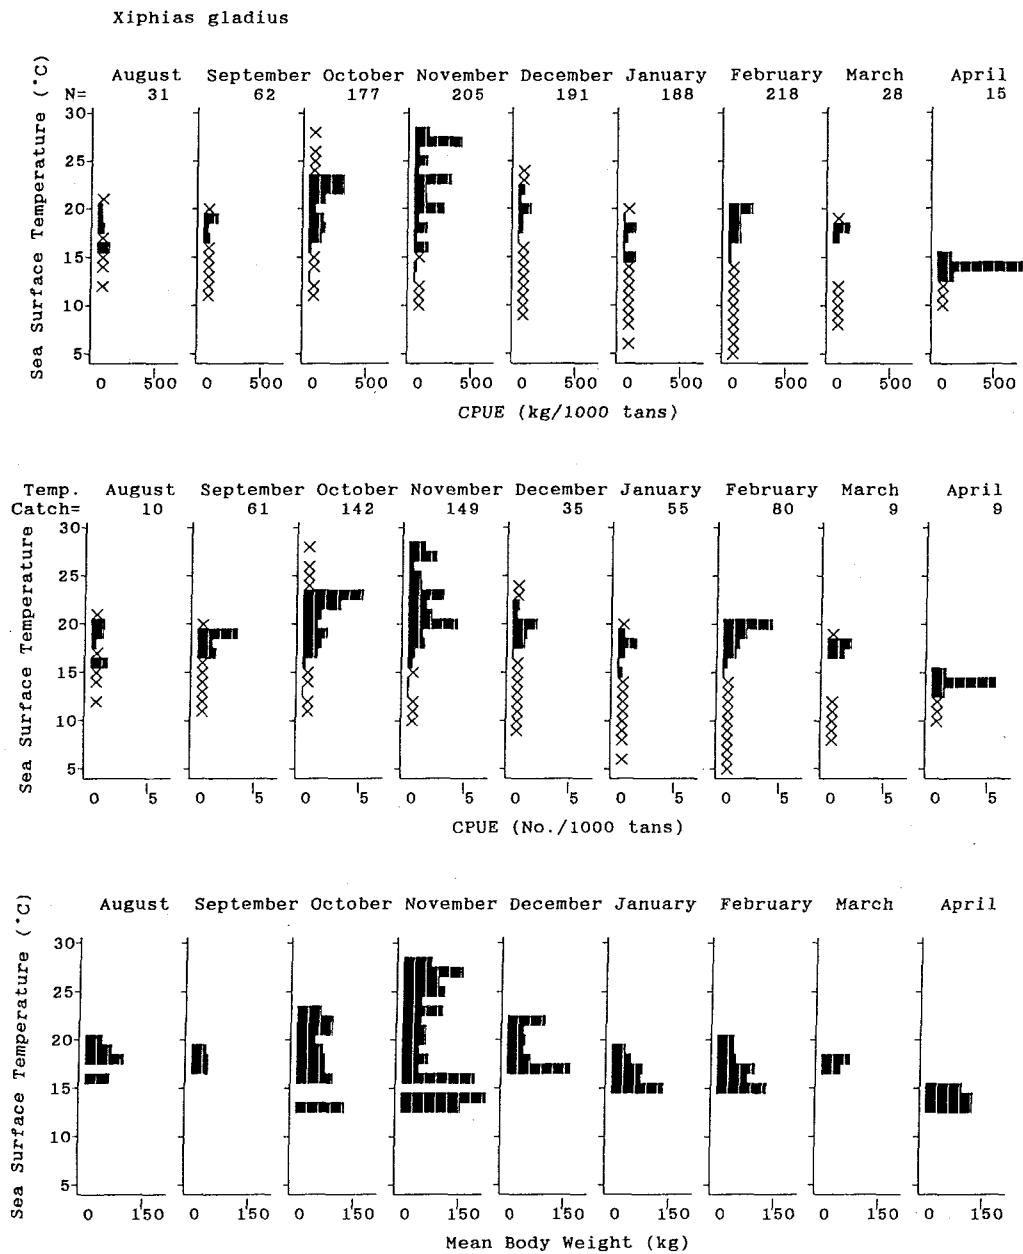 Xiphias gladius
August September October November December January February March April
N= 31 62 177 205 191 188 218 28 15
Sea Surface Temperature (°C)
30
25
20
15
10
5
0 500 0 500 0 500 0 500 0 500 0 500 0 500 0 500 0 500
CPUE (kg/1000 tans)
Temp. August September October November December January February March April
Catch= 10 61 142 149 35 55 80 9 9
Sea Surface Temperature
30
25
20
15
10
5
0 5 0 5 0 5 0 5 0 5 0 5 0 5 0 5 0 5
CPUE (No./1000 tans)
August September October November December January February March April
Sea Surface Temperature (°C)
30
25
20
15
10
5
0 150 0 150 0 150 0 150 0 150 0 150 0 150 0 150 0 150
Mean Body Weight (kg)